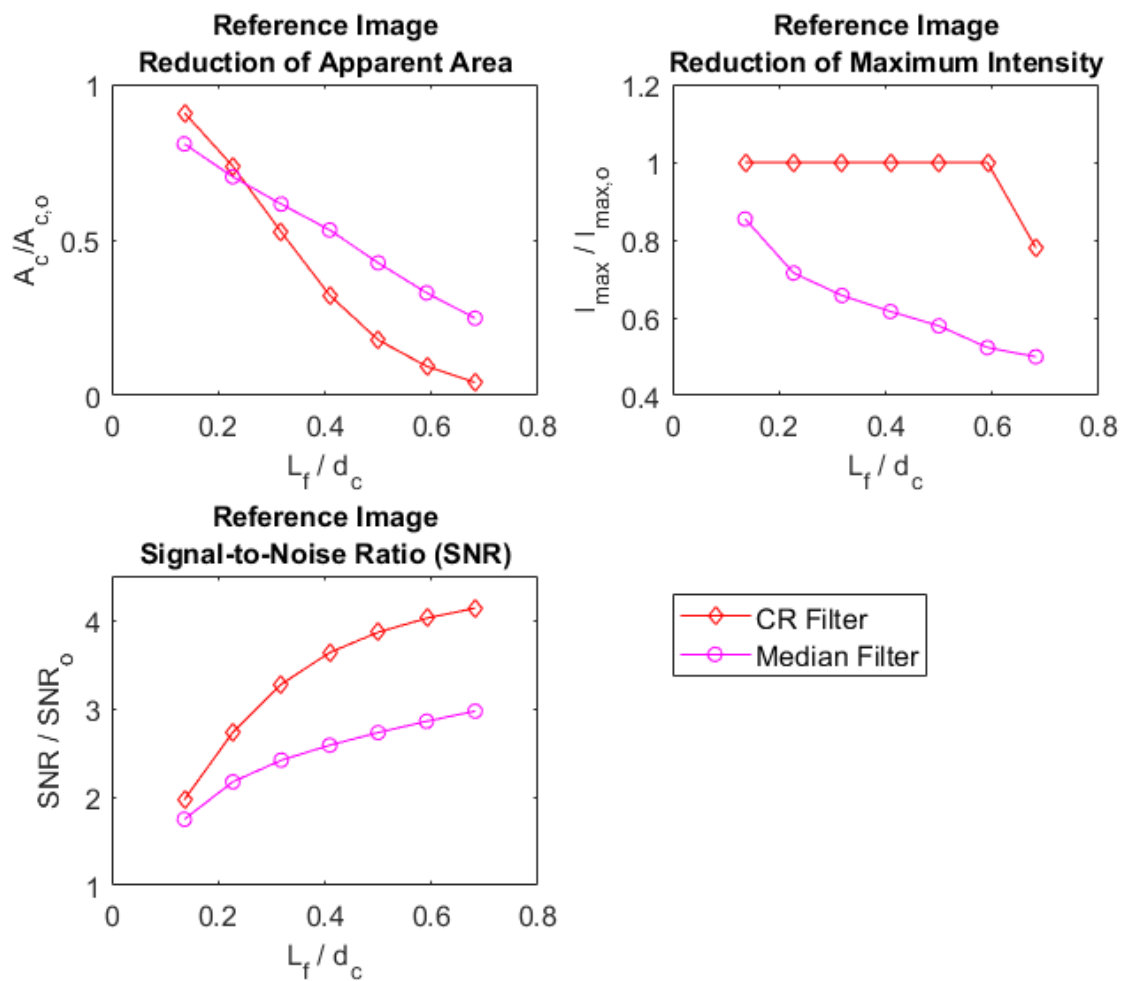 Reference Image
Reduction of Apparent Area
1
0.5
0
A_c/A_{c,o}
0 0.2 0.4 0.6 0.8
L_f / d_c
Reference Image
Reduction of Maximum Intensity
1.2
1
0.8
0.6
0.4
I_max / I_{max,o}
0 0.2 0.4 0.6 0.8
L_f / d_c
Reference Image
Signal-to-Noise Ratio (SNR)
4
3
2
1
SNR / SNR_o
0 0.2 0.4 0.6 0.8
L_f / d_c
CR Filter
Median Filter